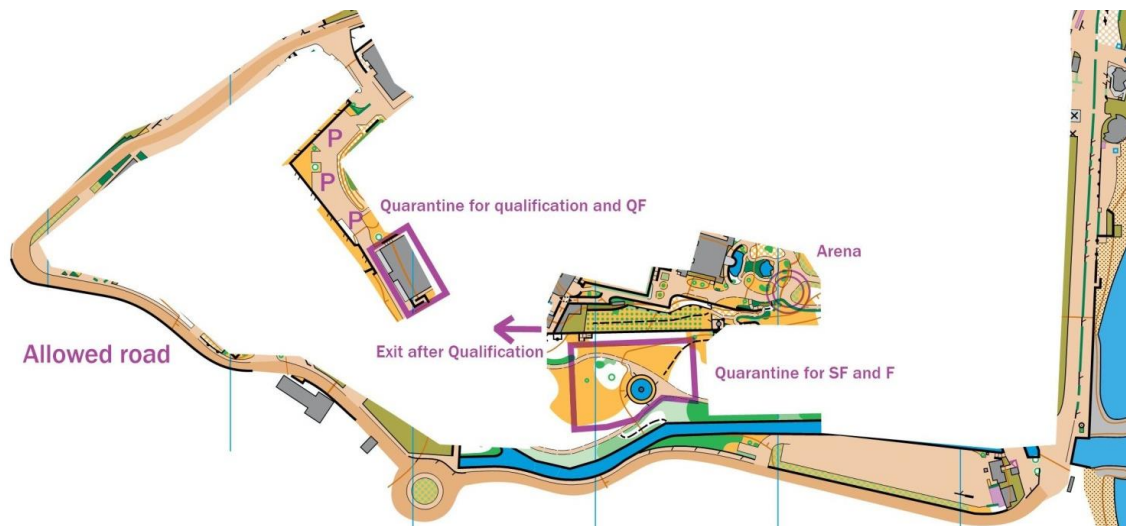 P
P
P
Quarantine for qualification and QF
Arena
Exit after Qualification
Allowed road
Quarantine for SF and F